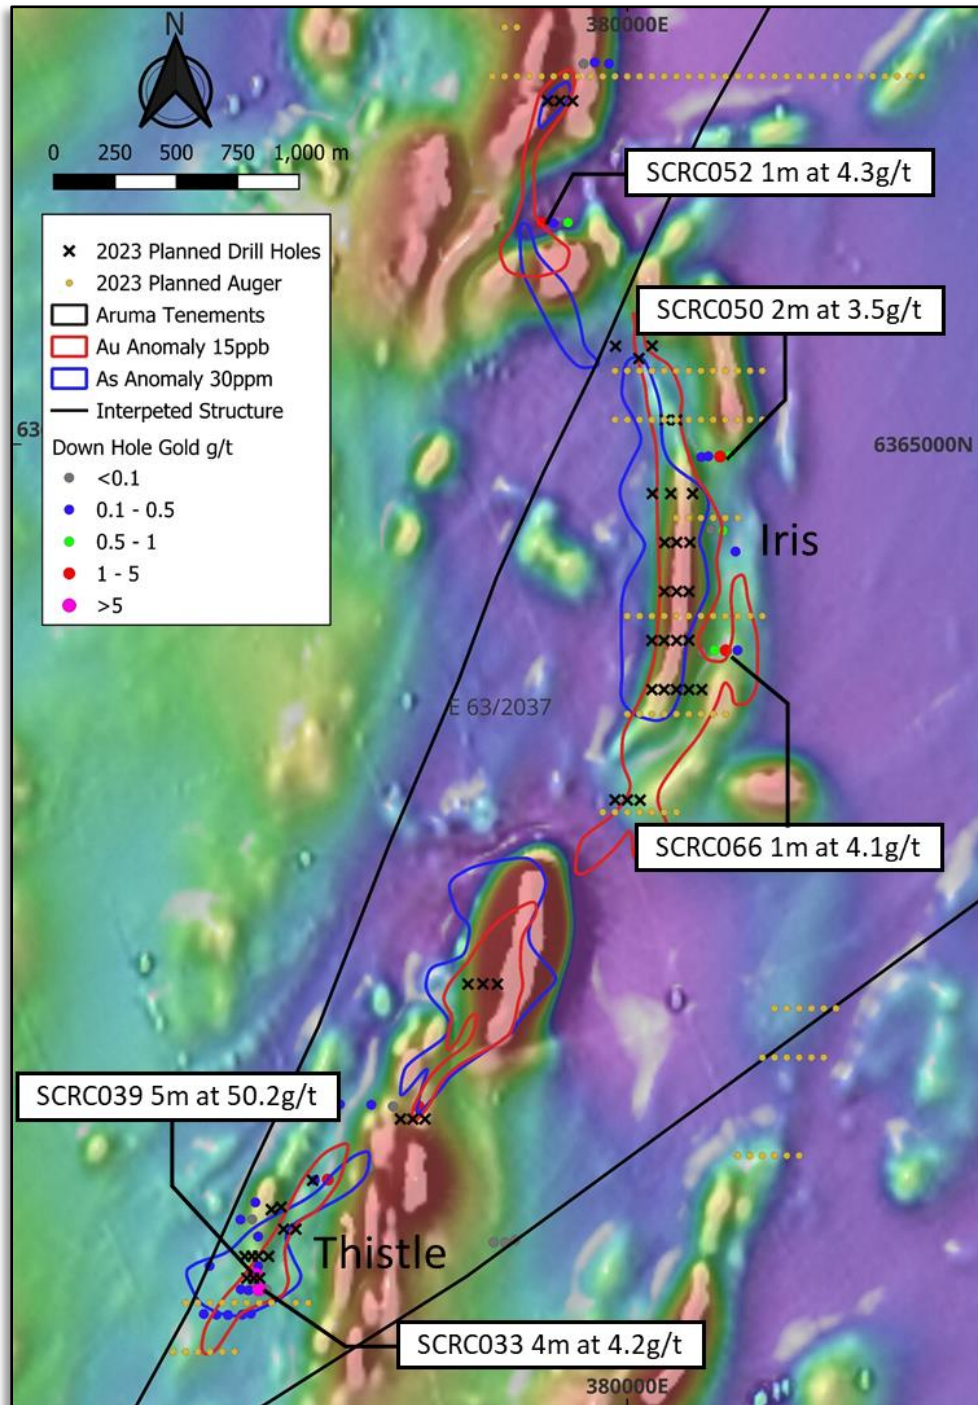 N
380000E
0 250 500 750 1,000 m
SCRC052 1m at 4.3g/t
2023 Planned Drill Holes
2023 Planned Auger
Aruma Tenements
Au Anomaly 15ppb
As Anomaly 30ppm
Interpeted Structure
Down Hole Gold g/t
<0.1
0.1 - 0.5
0.5 - 1
1 - 5
>5
SCRC050 2m at 3.5g/t
63
6365000N
Iris
E 63/2037
SCRC066 1m at 4.1g/t
SCRC039 5m at 50.2g/t
Thistle
SCRC033 4m at 4.2g/t
380000E